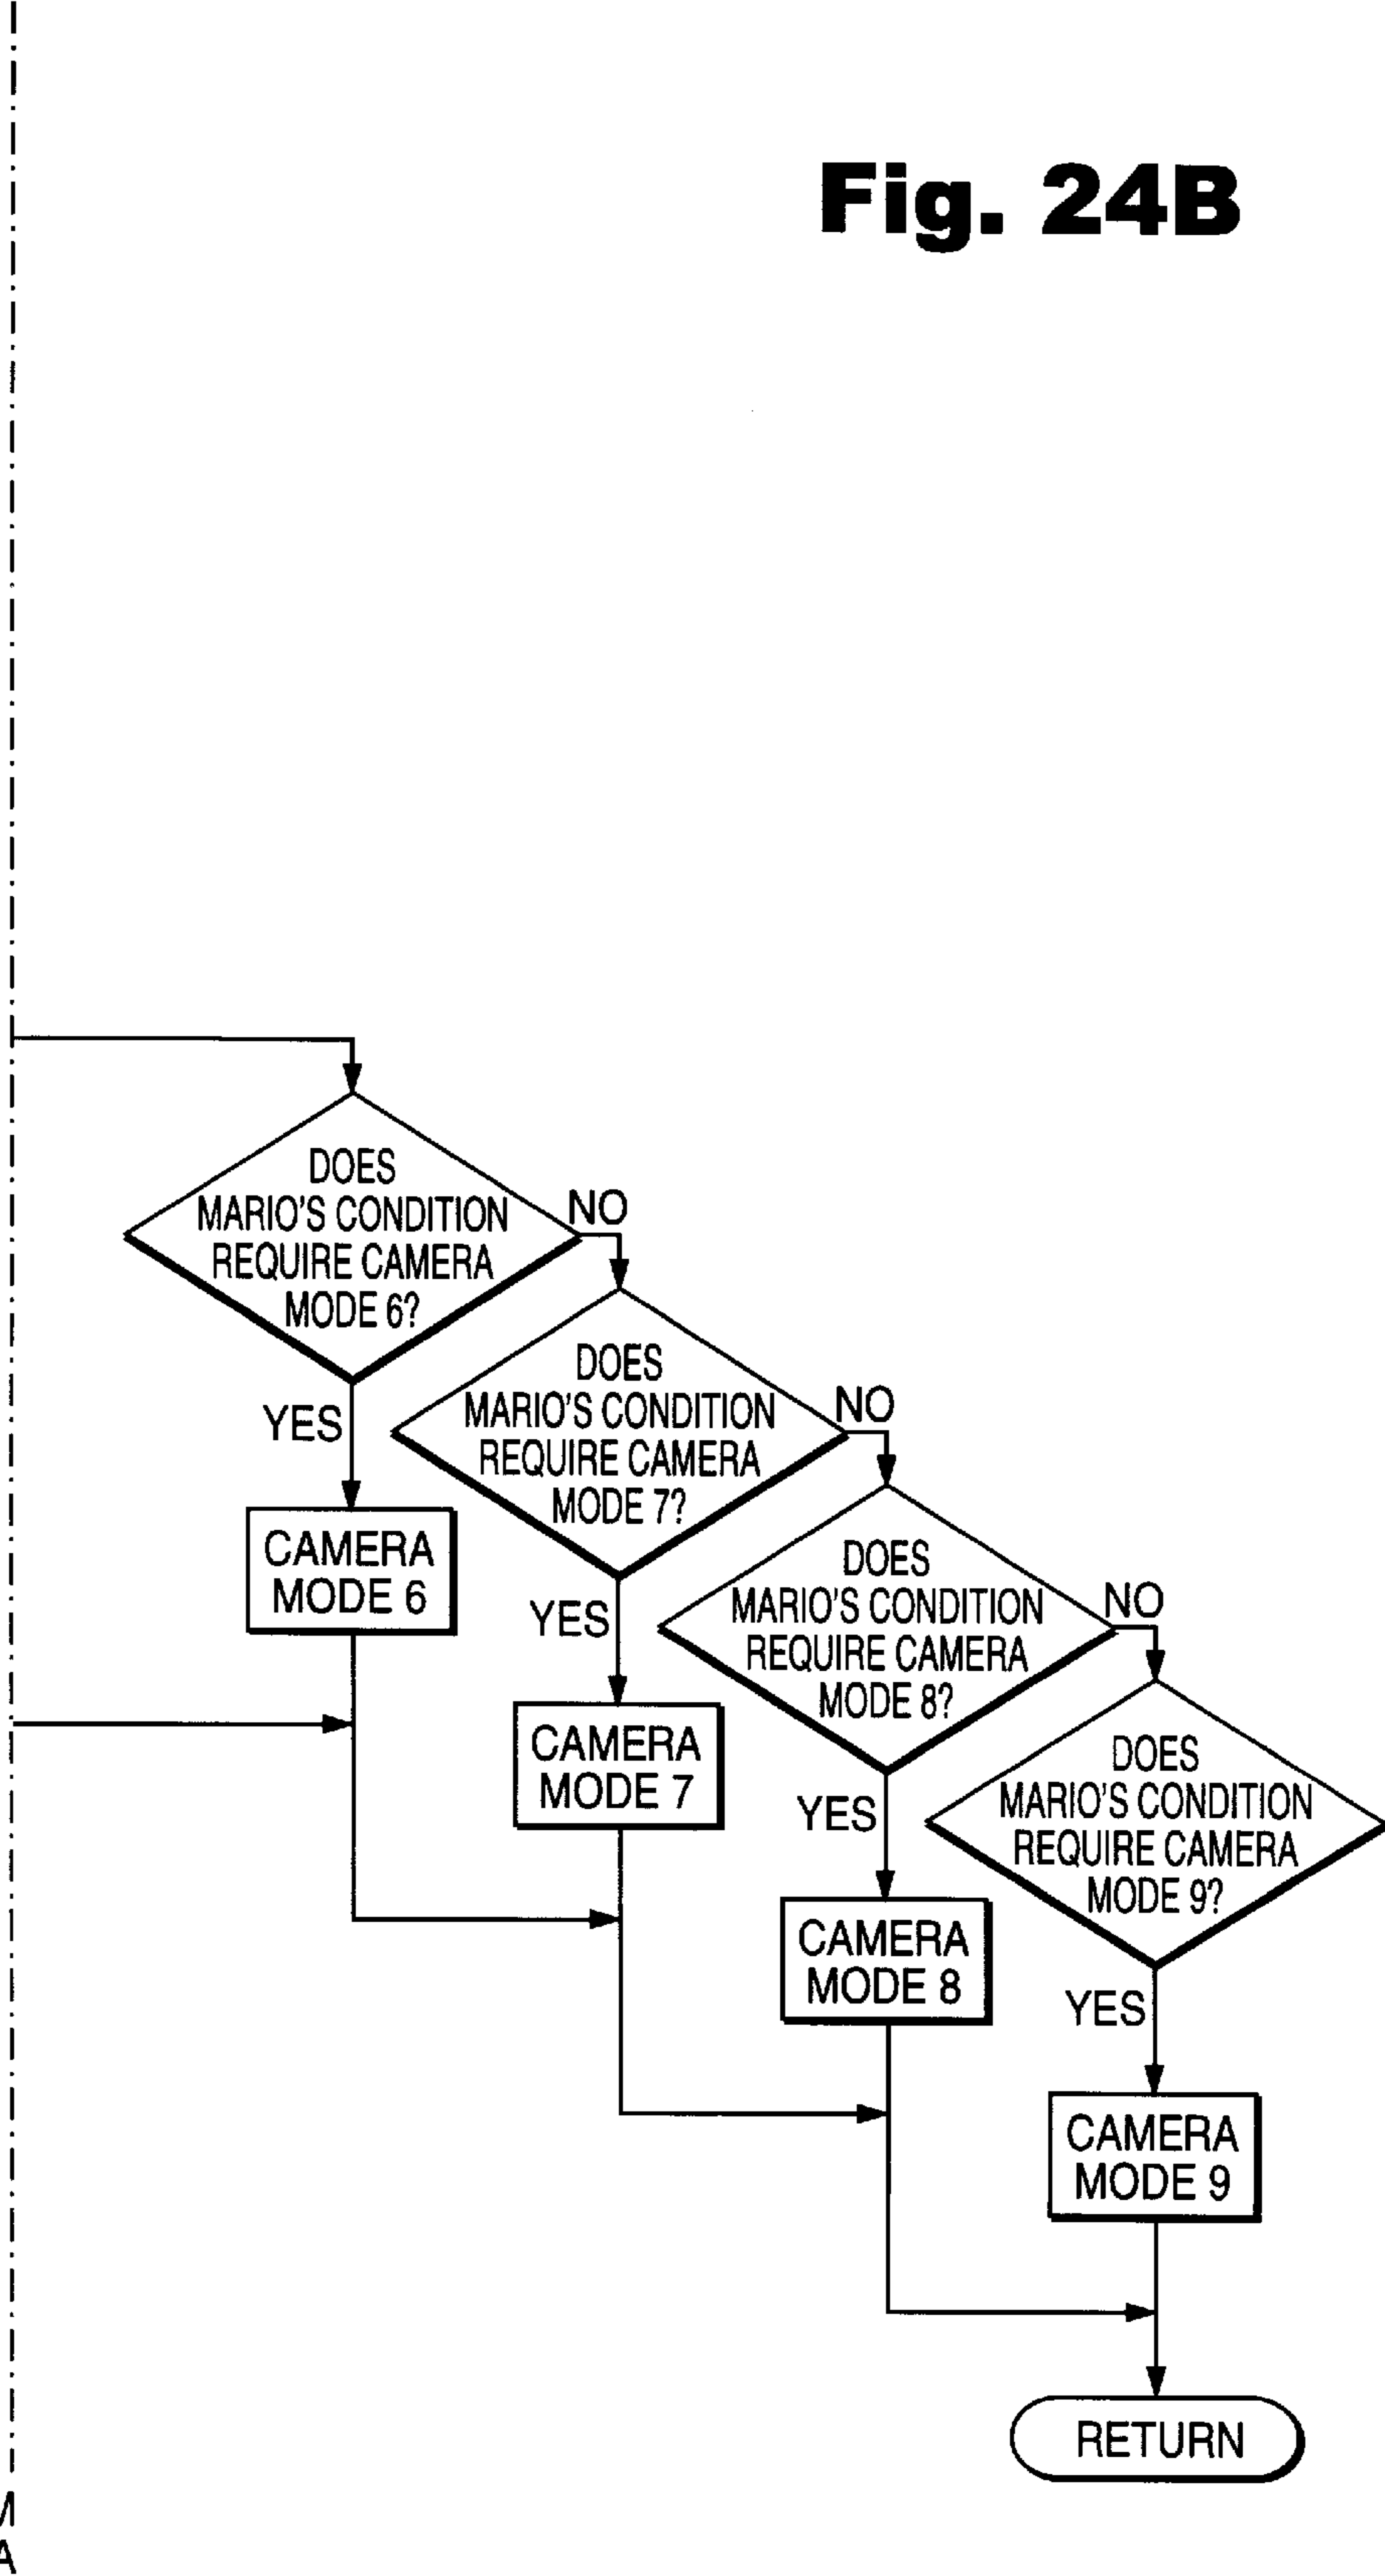 Fig. 24B
DOES
MARIO'S CONDITION
REQUIRE CAMERA
MODE 6?
NO
YES
CAMERA
MODE 6
DOES
MARIO'S CONDITION
REQUIRE CAMERA
MODE 7?
NO
YES
CAMERA
MODE 7
DOES
MARIO'S CONDITION
REQUIRE CAMERA
MODE 8?
NO
YES
CAMERA
MODE 8
DOES
MARIO'S CONDITION
REQUIRE CAMERA
MODE 9?
YES
CAMERA
MODE 9
RETURN